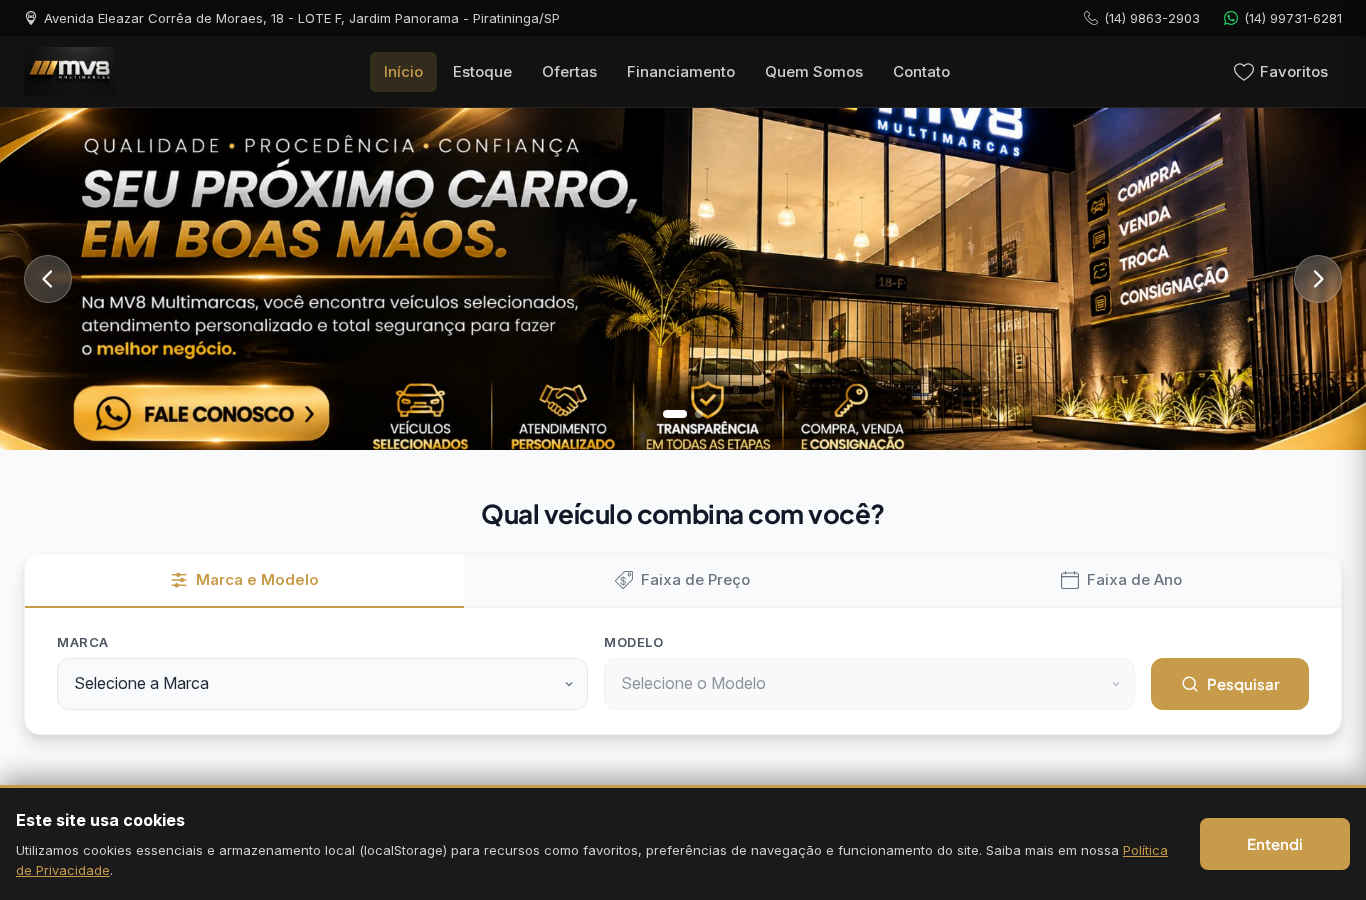 Avenida Eleazar Corrêa de Moraes, 18 - LOTE F, Jardim Panorama - Piratininga/SP
(14) 9863-2903
(14) 99731-6281
mv8
MULTIMARCAS
Início
Estoque
Ofertas
Financiamento
Quem Somos
Contato
Favoritos
QUALIDADE • PROCEDÊNCIA • CONFIANÇA
SEU PRÓXIMO CARRO,
EM BOAS MÃOS.
Na MV8 Multimarcas, você encontra veículos selecionados,
atendimento personalizado e total segurança para fazer
o melhor negócio.
FALE CONOSCO
VEÍCULOS
SELECIONADOS
ATENDIMENTO
PERSONALIZADO
TRANSPARÊNCIA
EM TODAS AS ETAPAS
COMPRA, VENDA
E CONSIGNAÇÃO
mv8
MULTIMARCAS
18-F
COMPRA
VENDA
TROCA
CONSIGNAÇÃO
Qual veículo combina com você?
Marca e Modelo
Faixa de Preço
Faixa de Ano
MARCA
MODELO
Selecione a Marca
Selecione o Modelo
Pesquisar
Este site usa cookies
Utilizamos cookies essenciais e armazenamento local (localStorage) para recursos como favoritos, preferências de navegação e funcionamento do site. Saiba mais em nossa Política
de Privacidade.
Entendi